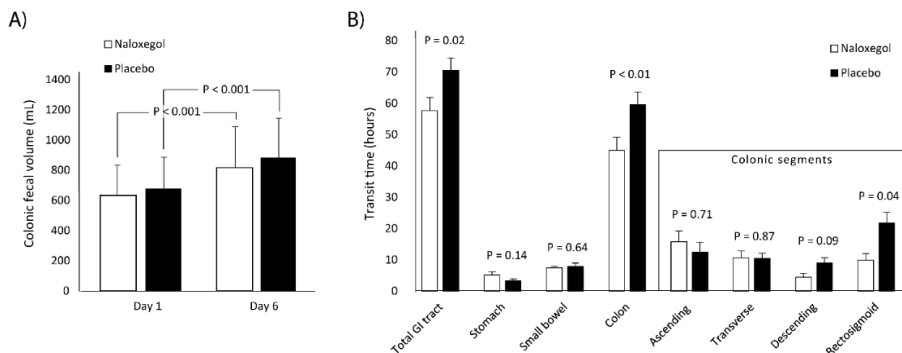 A)
Naloxegol
Placebo
Colonic fecal volume (mL)
1400
1200
1000
800
600
400
200
0
P < 0.001
P < 0.001
Day 1
Day 6
B)
Naloxegol
Placebo
Transit time (hours)
80
70
60
50
40
30
20
10
0
P = 0.02
P = 0.14
P = 0.64
P < 0.01
Colonic segments
P = 0.71
P = 0.87
P = 0.09
P = 0.04
Total GI tract
Stomach
Small bowel
Colon
Ascending
Transverse
Descending
Rectosigmoid